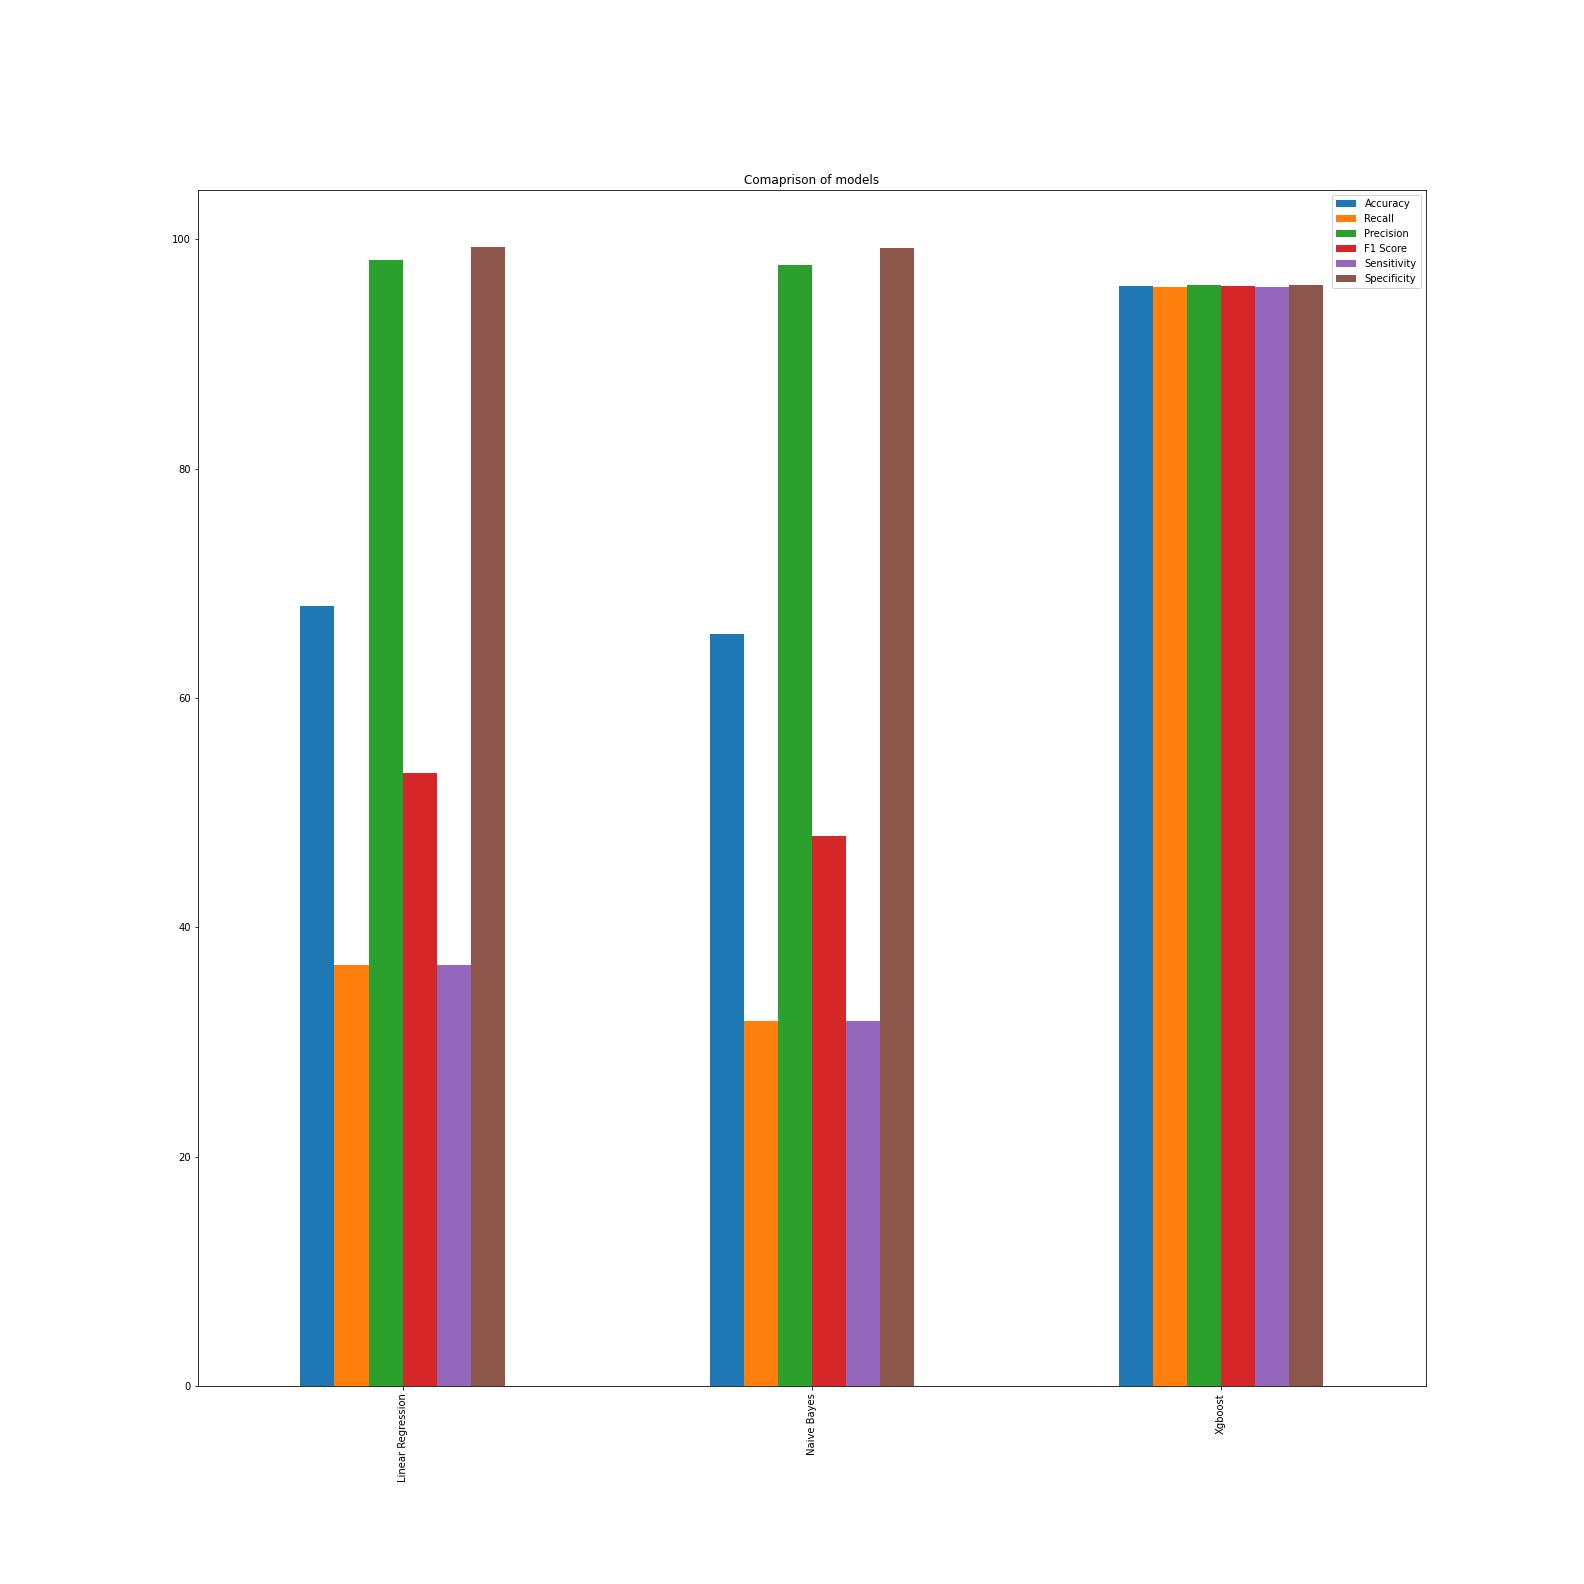 Comaprison of models
Accuracy
Recall
Precision
F1 Score
Sensitivity
Specificity
100
80
60
40
20
0
Linear Regression
Naive Bayes
Xgboost